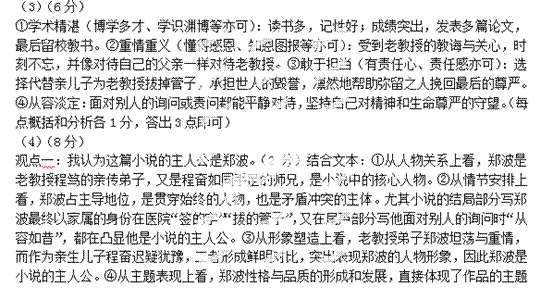 （3）（6分）
①学术精湛（博学多才、学识渊博等亦可）：读书多，记性好；成绩突出，发表多篇论文，
最后留校教书。②重情重义（懂得感恩、知恩图报等亦可）：受到老教授的教诲与关心，时
刻不忘，并像对待自己的父亲一样对待老教授。③敢于担当（有责任心、责任感亦可）：选
择代替亲儿子为老教授拔掉管子，承担世人的毁誉，凛然地帮助弥留之人挽回最后的尊严。
④从容淡定：面对别人的询问或责问都能平静对待，坚持自己对精神和生命尊严的守望。（每
点概括和分析各1分，答出3点即可）
（4）（8分）
观点一：我认为这篇小说的主人公是郑波。（2分）结合文本：①从人物关系上看，郑波是
老教授程笃的亲传弟子，又是程奋如同手足的师兄，是小说中的核心人物。②从情节安排上
看，郑波占主导地位，是贯穿始终的人物，也是矛盾冲突的主体。尤其小说的结局部分写郑
波最终以家属的身份在医院“签的字”“拔的管子”，又在尾声部分写他面对别人的询问时“从
容如昔”，都在凸显他是小说的主人公。③从形象塑造上看，老教授弟子郑波坦荡与重情，
而作为亲生儿子程奋迟疑犹豫，二者形成鲜明对比，突出表现郑波的人物形象，因此郑波是
小说的主人公。④从主题表现上看，郑波性格与品质的形成和发展，直接体现了作品的主题